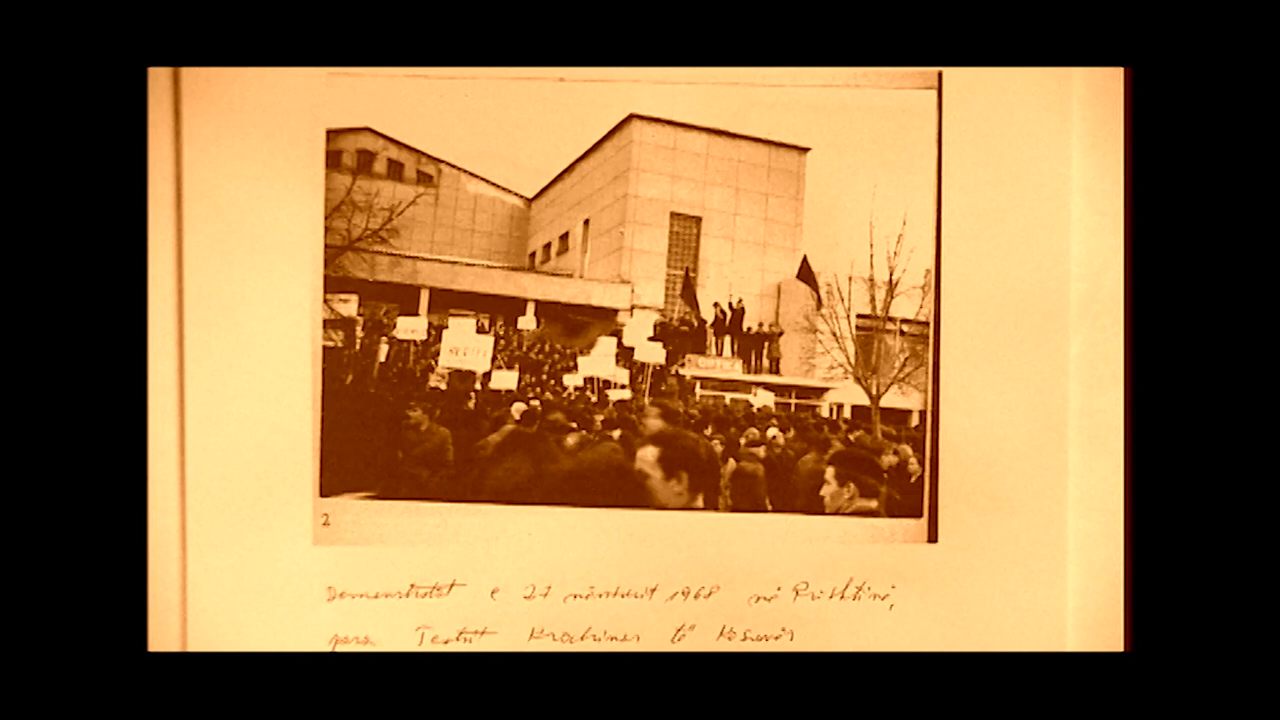 2
Demonstratat e 27 nëntorit 1968 në Prishtinë,
para Teatrit Krahinor të Kosovës